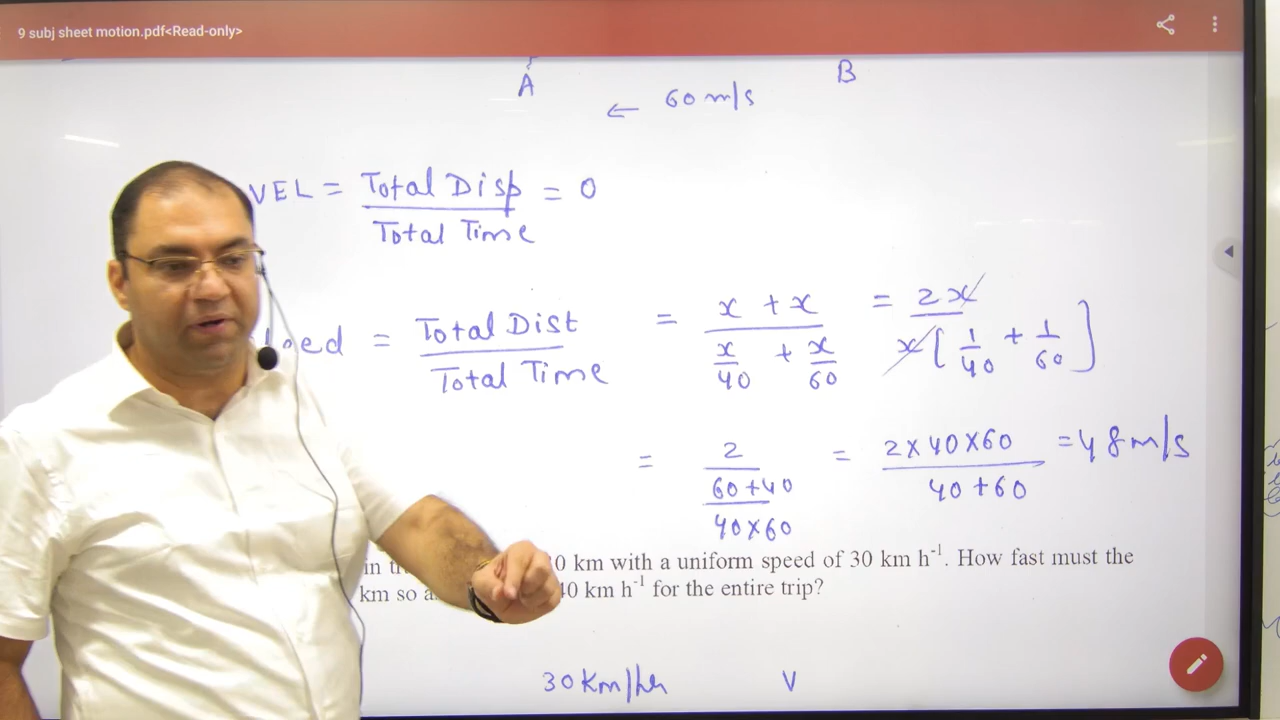 9 subj sheet motion.pdf<Read-only>
A B
← 60 m/s
VEL = Total Disp / Total Time = 0
= Total Dist / Total Time = x + x / x/40 + x/60 = 2x / x [ 1/40 + 1/60 ]
= 2 / 60+40 / 40×60 = 2×40×60 / 40+60 = 48 m/s
0 km with a uniform speed of 30 km h⁻¹. How fast must the
km so 40 km h⁻¹ for the entire trip?
30 Km/hr V